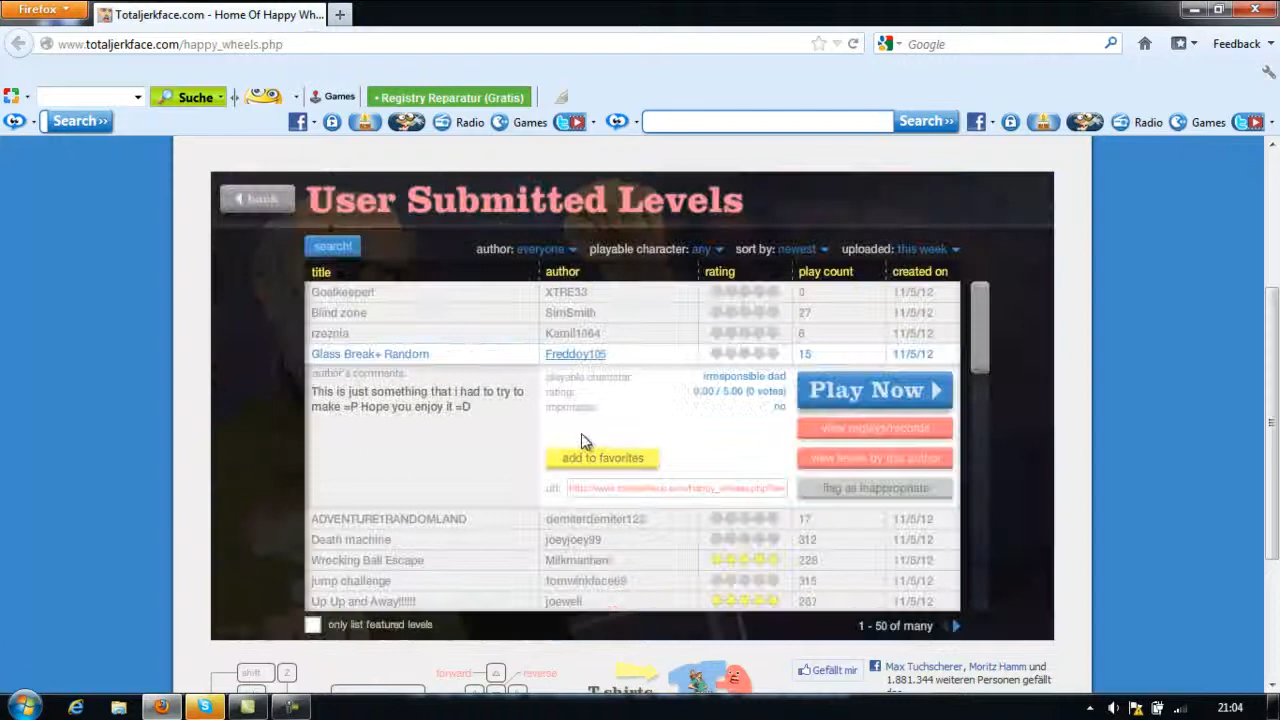 Firefox
Totaljerkface.com - Home Of Happy Wh...
www.totaljerkface.com/happy_wheels.php
Google
Feedback
Suche
Games
• Registry Reparatur (Gratis)
Search >>
Radio
Games
Search >>
Radio
Games
back
User Submitted Levels
search!
author: everyone
playable character: any
sort by: newest
uploaded: this week
title author rating play count created on
Goalkeeper! XTRE33 0 11/5/12
Blind zone SimSmith 27 11/5/12
rzeznia Kamil1064 6 11/5/12
Glass Break+ Random Freddoy105 15 11/5/12
author's comments:
This is just something that i had to try to
make =P Hope you enjoy it =D
playable character: irresponsible dad
rating: 0.00 / 5.00 (0 votes)
importable: no
Play Now
view replays/records
add to favorites
view levels by this author
url:
flag as inappropriate
ADVENTURE1RANDOMLAND demiterdemiter123 17 11/5/12
Death machine joeyjoey99 312 11/5/12
Wrecking Ball Escape Milkmanhan 228 11/5/12
jump challenge tomwinkface69 315 11/5/12
Up Up and Away!!!!!! joewell 267 11/5/12
only list featured levels
1 - 50 of many
shift Z
forward
reverse
T shirts
Gefällt mir
Max Tuchscherer, Moritz Hamm und
1.881.344 weiteren Personen gefällt
das.
21:04